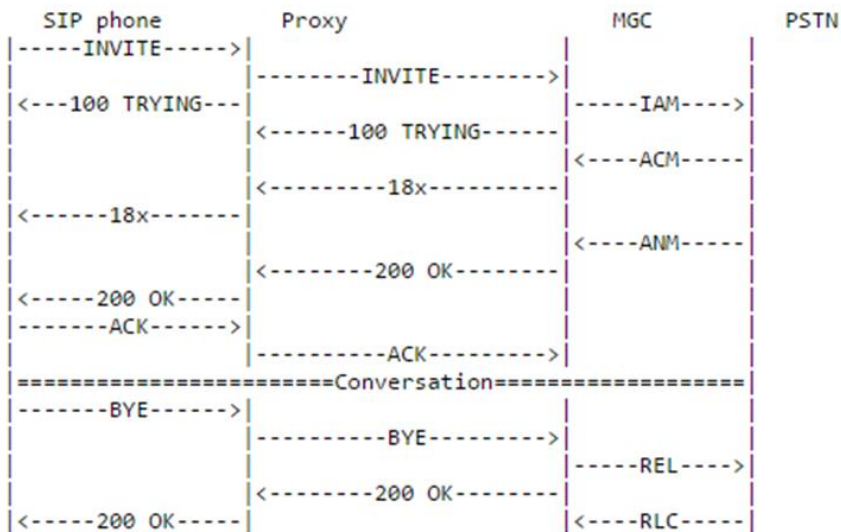 SIP phone Proxy MGC PSTN
|-----INVITE----->| | |
| |--------INVITE-------->| |
|<---100 TRYING---| |-----IAM---->|
| |<------100 TRYING------| |
| | |<----ACM-----|
| |<---------18x----------| |
|<------18x-------| | |
| | |<----ANM-----|
| |<--------200 OK--------| |
|<-----200 OK-----| | |
|-------ACK------>| | |
| |----------ACK--------->| |
|========================Conversation===================|
|-------BYE------>| | |
| |----------BYE--------->| |
| | |-----REL---->|
| |<--------200 OK--------| |
|<-----200 OK-----| |<----RLC-----|